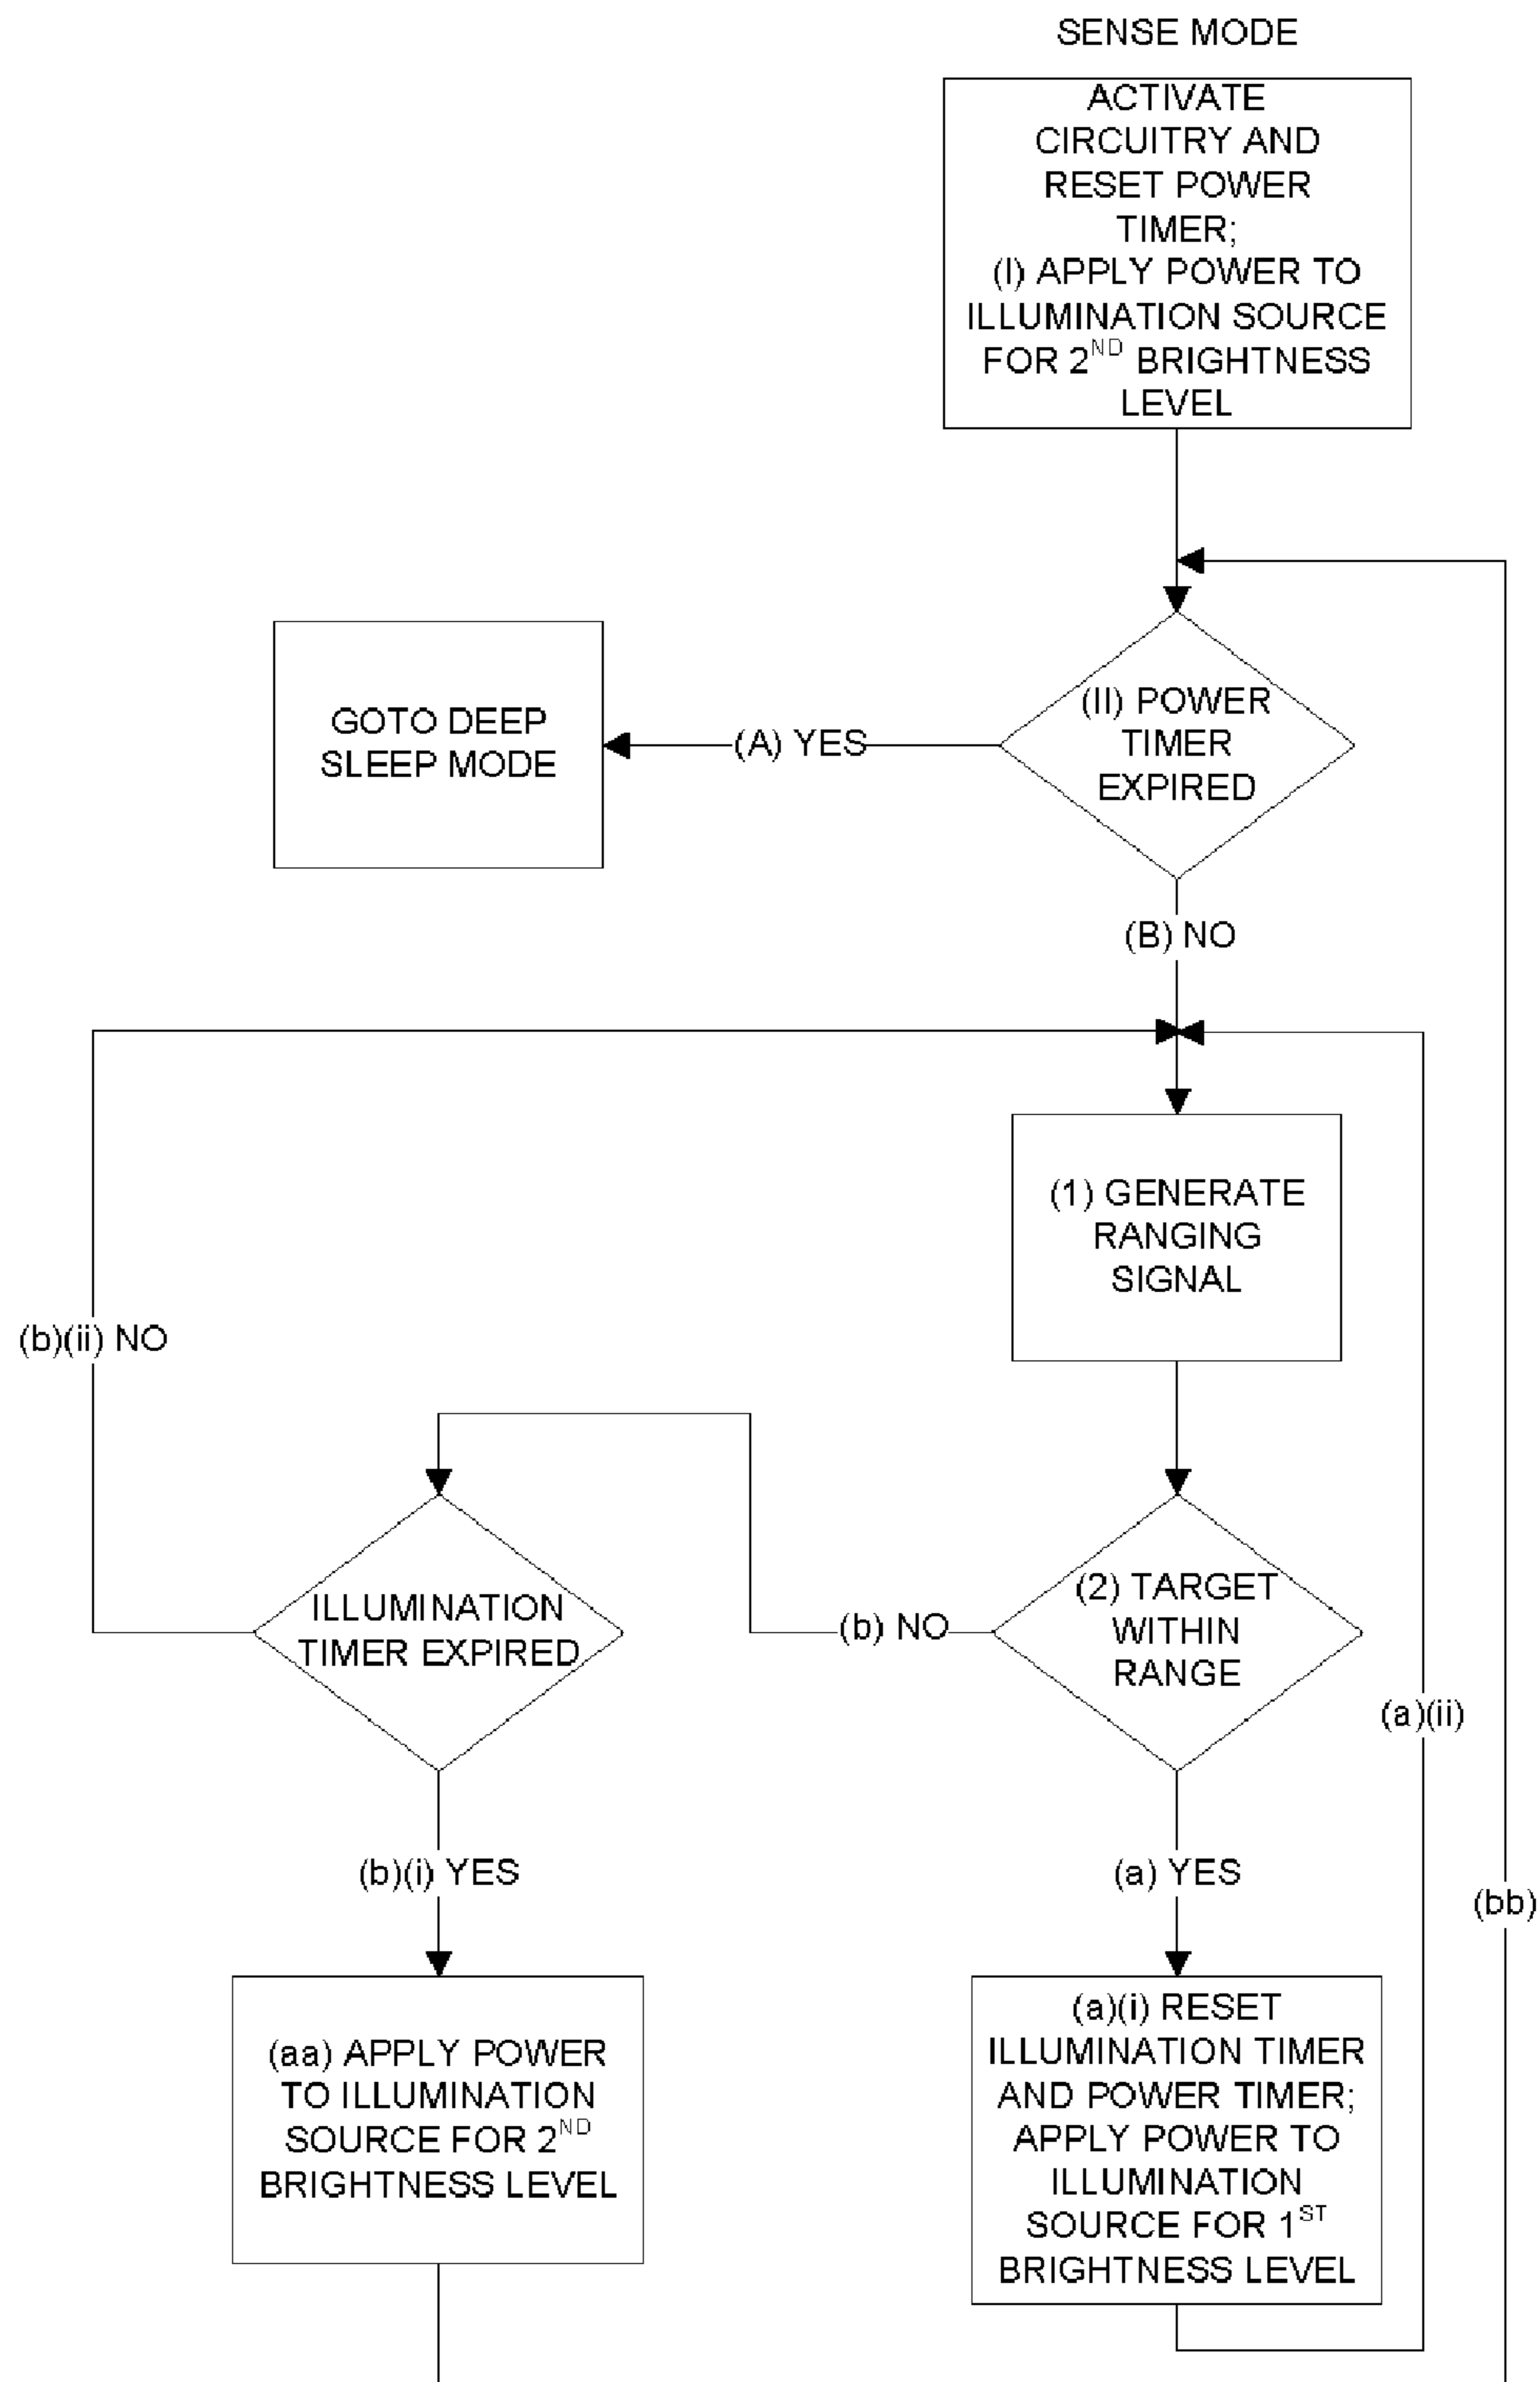 SENSE MODE
ACTIVATE
CIRCUITRY AND
RESET POWER
TIMER;
(I) APPLY POWER TO
ILLUMINATION SOURCE
FOR 2ND BRIGHTNESS
LEVEL
(II) POWER
TIMER
EXPIRED
(A) YES
GOTO DEEP
SLEEP MODE
(B) NO
(1) GENERATE
RANGING
SIGNAL
(b)(ii) NO
(2) TARGET
WITHIN
RANGE
(b) NO
ILLUMINATION
TIMER EXPIRED
(a)(ii)
(b)(i) YES
(a) YES
(bb)
(aa) APPLY POWER
TO ILLUMINATION
SOURCE FOR 2ND
BRIGHTNESS LEVEL
(a)(i) RESET
ILLUMINATION TIMER
AND POWER TIMER;
APPLY POWER TO
ILLUMINATION
SOURCE FOR 1ST
BRIGHTNESS LEVEL